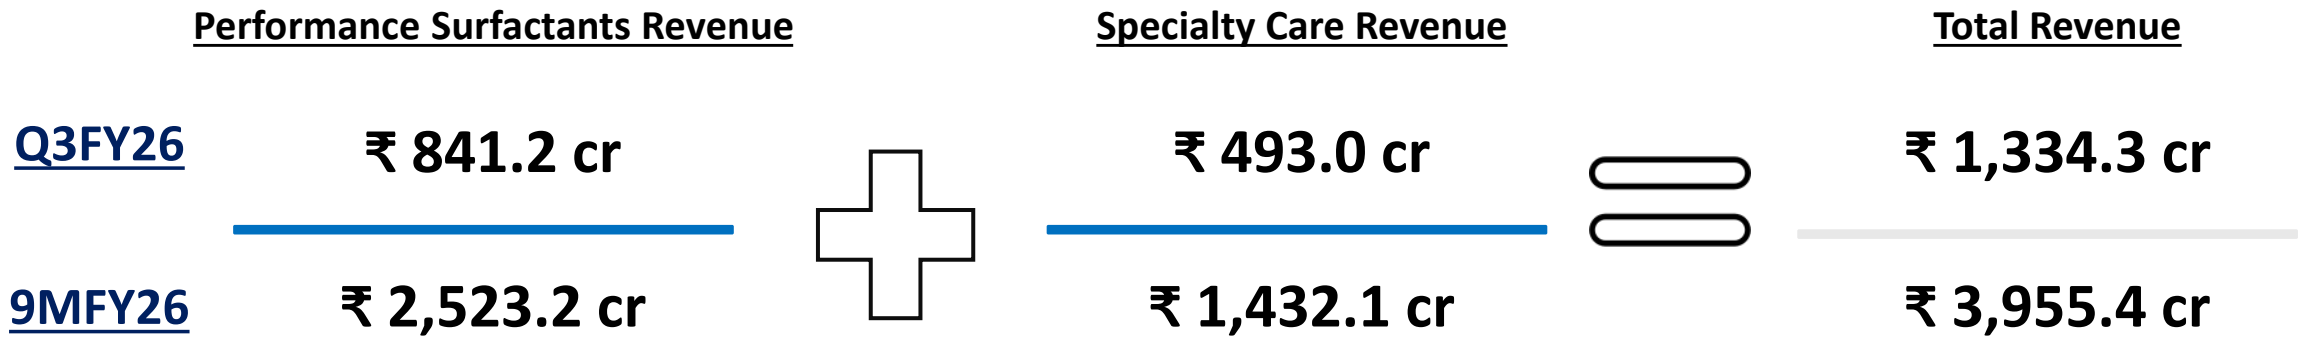 Performance Surfactants Revenue Specialty Care Revenue Total Revenue
Q3FY26 ₹ 841.2 cr ₹ 493.0 cr ₹ 1,334.3 cr
9MFY26 ₹ 2,523.2 cr ₹ 1,432.1 cr ₹ 3,955.4 cr